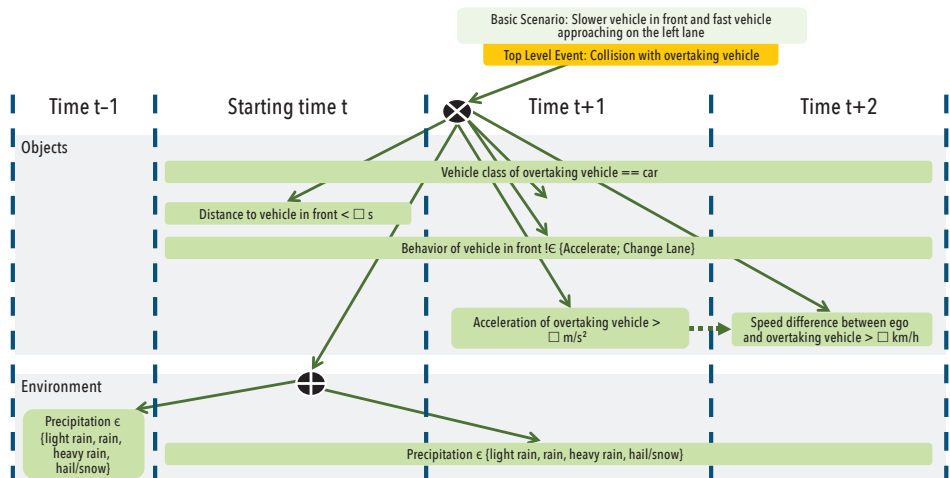 Basic Scenario: Slower vehicle in front and fast vehicle
approaching on the left lane
Top Level Event: Collision with overtaking vehicle
Time t–1
Starting time t
Time t+1
Time t+2
Objects
Vehicle class of overtaking vehicle == car
Distance to vehicle in front < □ s
Behavior of vehicle in front !∈ {Accelerate; Change Lane}
Acceleration of overtaking vehicle >
□ m/s²
Speed difference between ego
and overtaking vehicle > □ km/h
Environment
Precipitation ϵ
{light rain, rain,
heavy rain,
hail/snow}
Precipitation ϵ {light rain, rain, heavy rain, hail/snow}